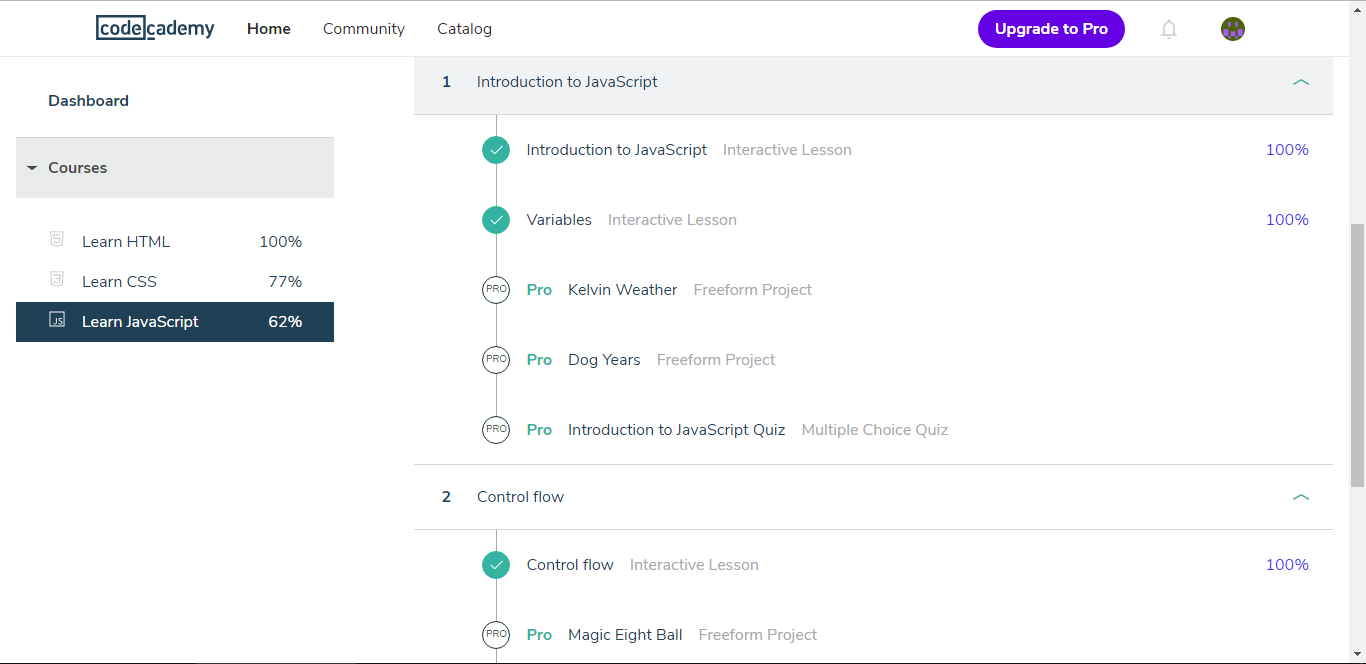 codecademy Home Community Catalog Upgrade to Pro
Dashboard
Courses
Learn HTML 100%
Learn CSS 77%
JS Learn JavaScript 62%
1 Introduction to JavaScript
Introduction to JavaScript Interactive Lesson 100%
Variables Interactive Lesson 100%
PRO Pro Kelvin Weather Freeform Project
PRO Pro Dog Years Freeform Project
PRO Pro Introduction to JavaScript Quiz Multiple Choice Quiz
2 Control flow
Control flow Interactive Lesson 100%
PRO Pro Magic Eight Ball Freeform Project